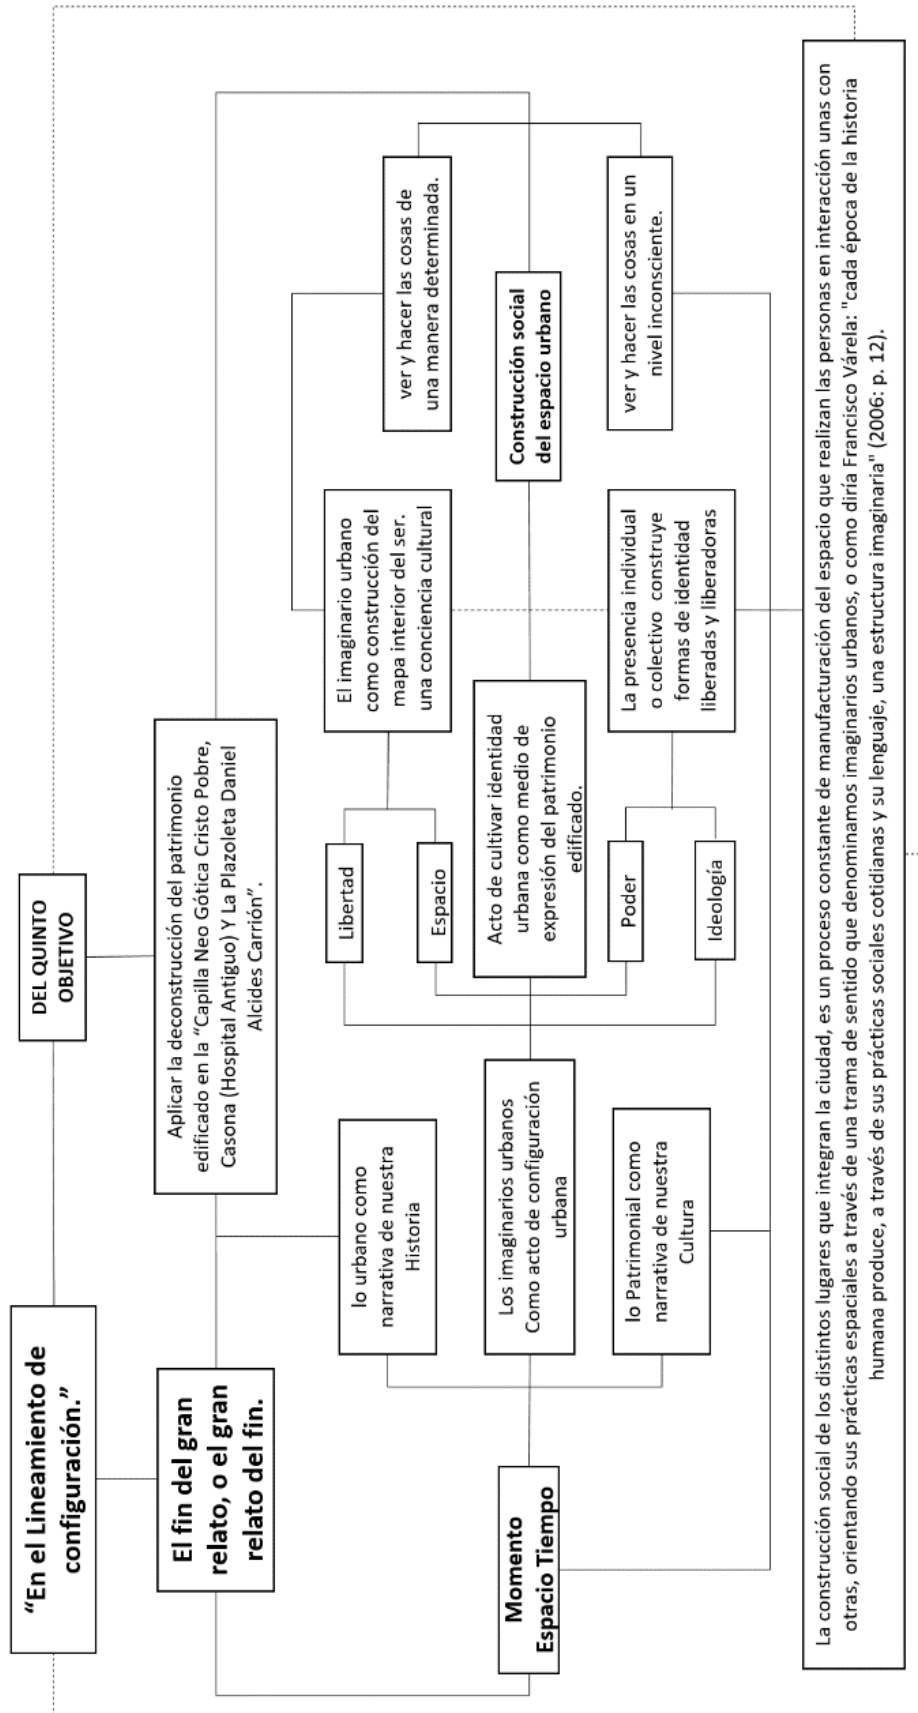 “En el Lineamiento de
configuración.”
DEL QUINTO
OBJETIVO
El fin del gran
relato, o el gran
relato del fin.
Aplicar la deconstrucción del patrimonio
edificado en la “Capilla Neo Gótica Cristo Pobre,
Casona (Hospital Antiguo) Y La Plazoleta Daniel
Alcides Carrión”.
lo urbano como
narrativa de nuestra
Historia
Libertad
Espacio
El imaginario urbano
como construcción del
mapa interior del ser.
una conciencia cultural
ver y hacer las cosas de
una manera determinada.
Momento
Espacio Tiempo
Los imaginarios urbanos
Como acto de configuración
urbana
Acto de cultivar identidad
urbana como medio de
expresión del patrimonio
edificado.
Construcción social
del espacio urbano
lo Patrimonial como
narrativa de nuestra
Cultura
Poder
Ideología
La presencia individual
o colectivo construye
formas de identidad
liberadas y liberadoras
ver y hacer las cosas en un
nivel inconsciente.
La construcción social de los distintos lugares que integran la ciudad, es un proceso constante de manufacturación del espacio que realizan las personas en interacción unas con
otras, orientando sus prácticas espaciales a través de una trama de sentido que denominamos imaginarios urbanos, o como diría Francisco Várela: "cada época de la historia
humana produce, a través de sus prácticas sociales cotidianas y su lenguaje, una estructura imaginaria" (2006: p. 12).